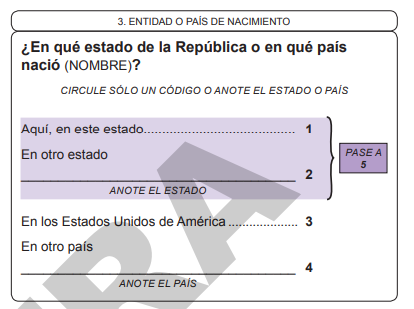 3. ENTIDAD O PAÍS DE NACIMIENTO
¿En qué estado de la República o en qué país
nació (NOMBRE)?
CIRCULE SÓLO UN CÓDIGO O ANOTE EL ESTADO O PAÍS
Aquí, en este estado.......................................... 1
En otro estado
______________________________ 2
ANOTE EL ESTADO
PASE A
5
En los Estados Unidos de América ................... 3
En otro país
______________________________ 4
ANOTE EL PAÍS